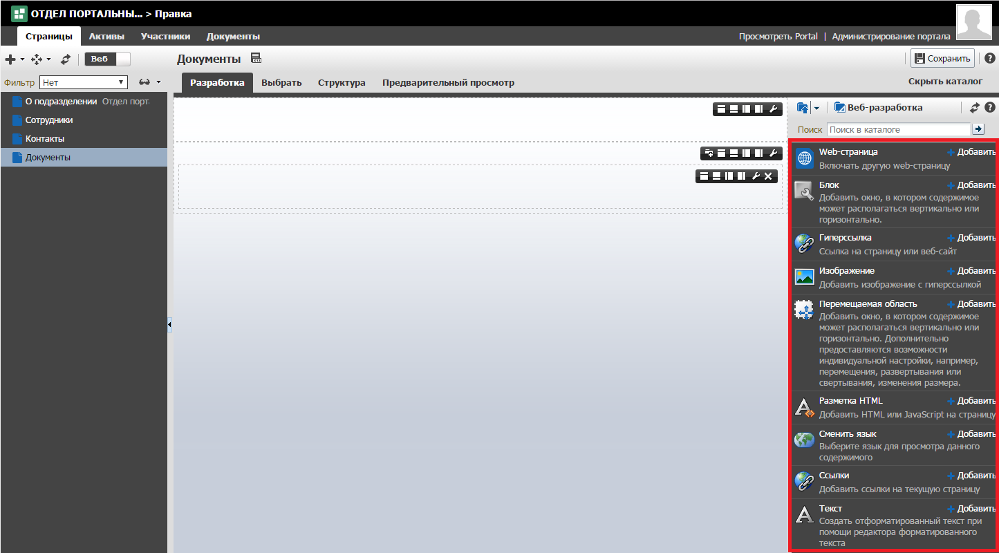 ОТДЕЛ ПОРТАЛЬНЫ... > Правка
Страницы Активы Участники Документы
Просмотреть Portal | Администрирование портала
Веб
Документы
Сохранить
Фильтр Нет
Разработка Выбрать Структура Предварительный просмотр
Скрыть каталог
О подразделении Отдел порта
Сотрудники
Контакты
Документы
Веб-разработка
Поиск Поиск в каталоге
Web-страница Добавить
Включать другую web-страницу
Блок Добавить
Добавить окно, в котором содержимое
может располагаться вертикально или
горизонтально.
Гиперссылка Добавить
Ссылка на страницу или веб-сайт
Изображение Добавить
Добавить изображение с гиперссылкой
Перемещаемая область Добавить
Добавить окно, в котором содержимое
может располагаться вертикально или
горизонтально. Дополнительно
предоставляются возможности
индивидуальной настройки, например,
перемещения, развертывания или
свертывания, изменения размера.
Разметка HTML Добавить
Добавить HTML или JavaScript на страницу
Сменить язык Добавить
Выберите язык для просмотра данного
содержимого
Ссылки Добавить
Добавить ссылки на текущую страницу
Текст Добавить
Создать отформатированный текст при
помощи редактора форматированного
текста